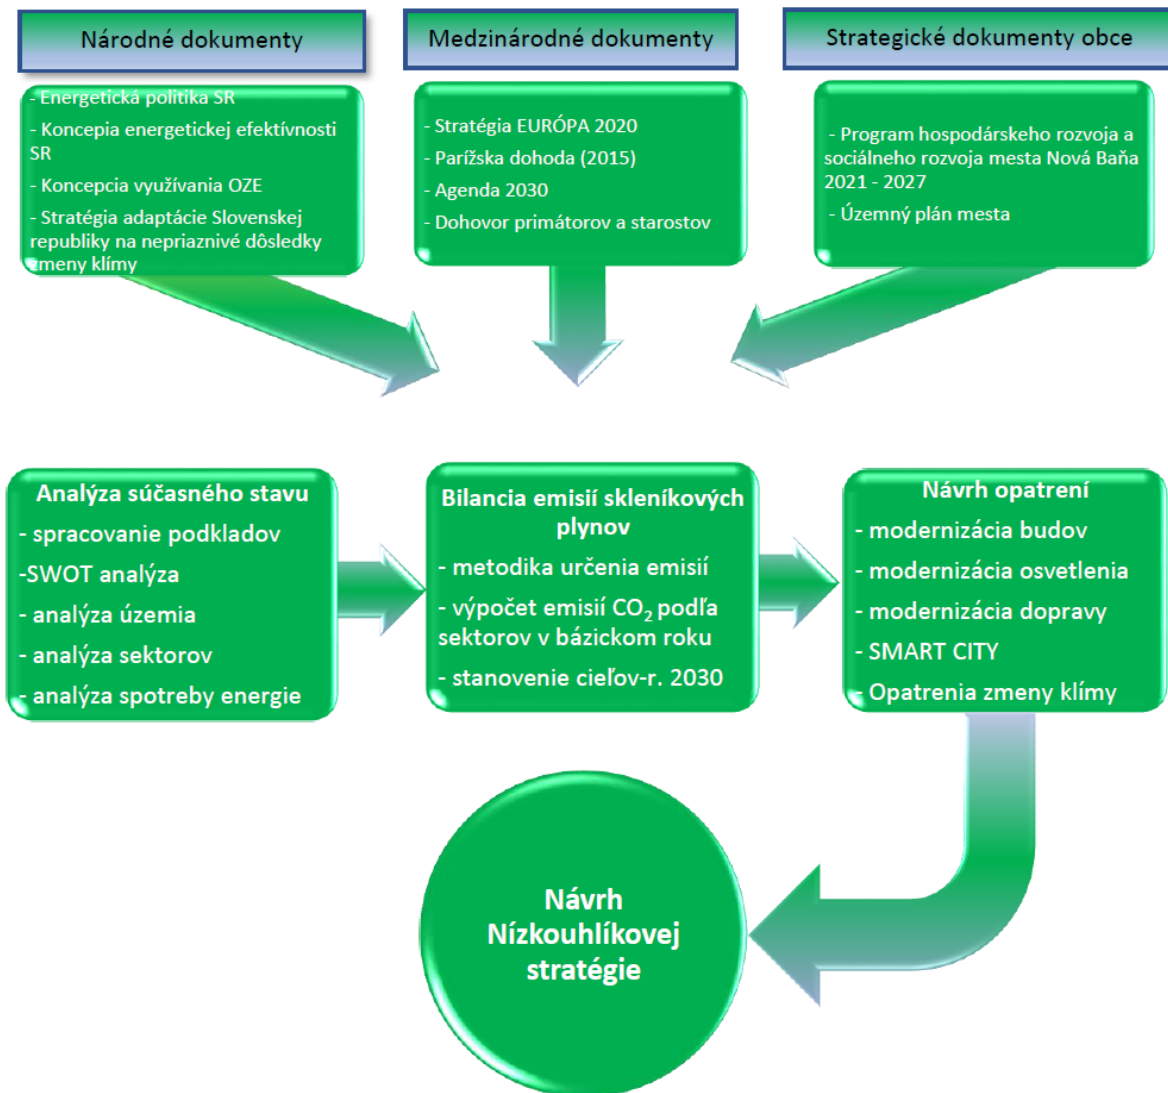 Národné dokumenty
- Energetická politika SR
- Koncepia energetickej efektívnosti
SR
- Koncepcia využívania OZE
- Stratégia adaptácie Slovenskej
republiky na nepriaznivé dôsledky
zmeny klímy
Medzinárodné dokumenty
- Stratégia EURÓPA 2020
- Parížska dohoda (2015)
- Agenda 2030
- Dohovor primátorov a starostov
Strategické dokumenty obce
- Program hospodárskeho rozvoja a
sociálneho rozvoja mesta Nová Baňa
2021 - 2027
- Územný plán mesta
Analýza súčasného stavu
- spracovanie podkladov
-SWOT analýza
- analýza územia
- analýza sektorov
- analýza spotreby energie
Bilancia emisií skleníkových
plynov
- metodika určenia emisií
- výpočet emisií CO₂ podľa
sektorov v bázickom roku
- stanovenie cieľov-r. 2030
Návrh opatrení
- modernizácia budov
- modernizácia osvetlenia
- modernizácia dopravy
- SMART CITY
- Opatrenia zmeny klímy
Návrh
Nízkouhlíkovej
stratégie